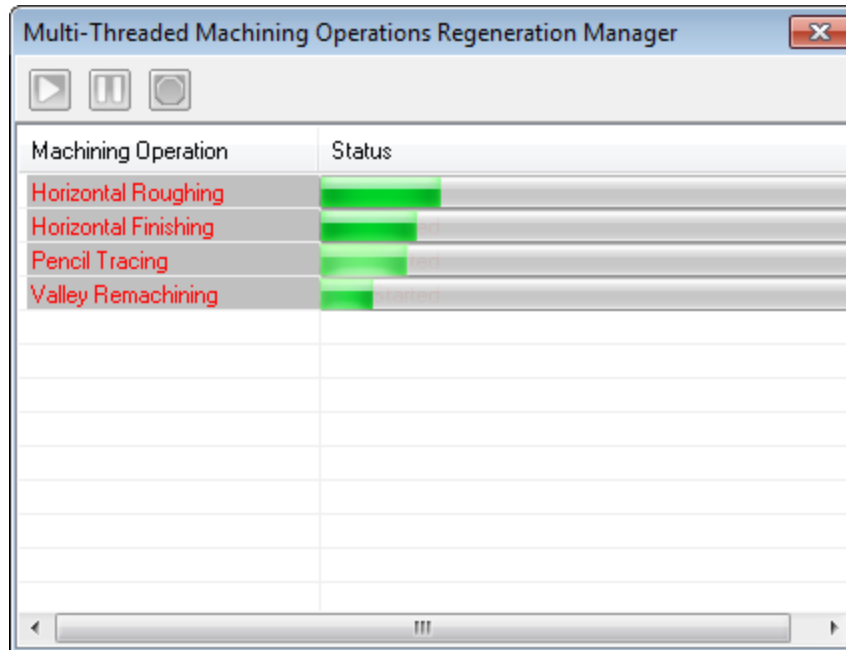 Multi-Threaded Machining Operations Regeneration Manager
Machining Operation Status
Horizontal Roughing
Horizontal Finishing
Pencil Tracing
Valley Remachining